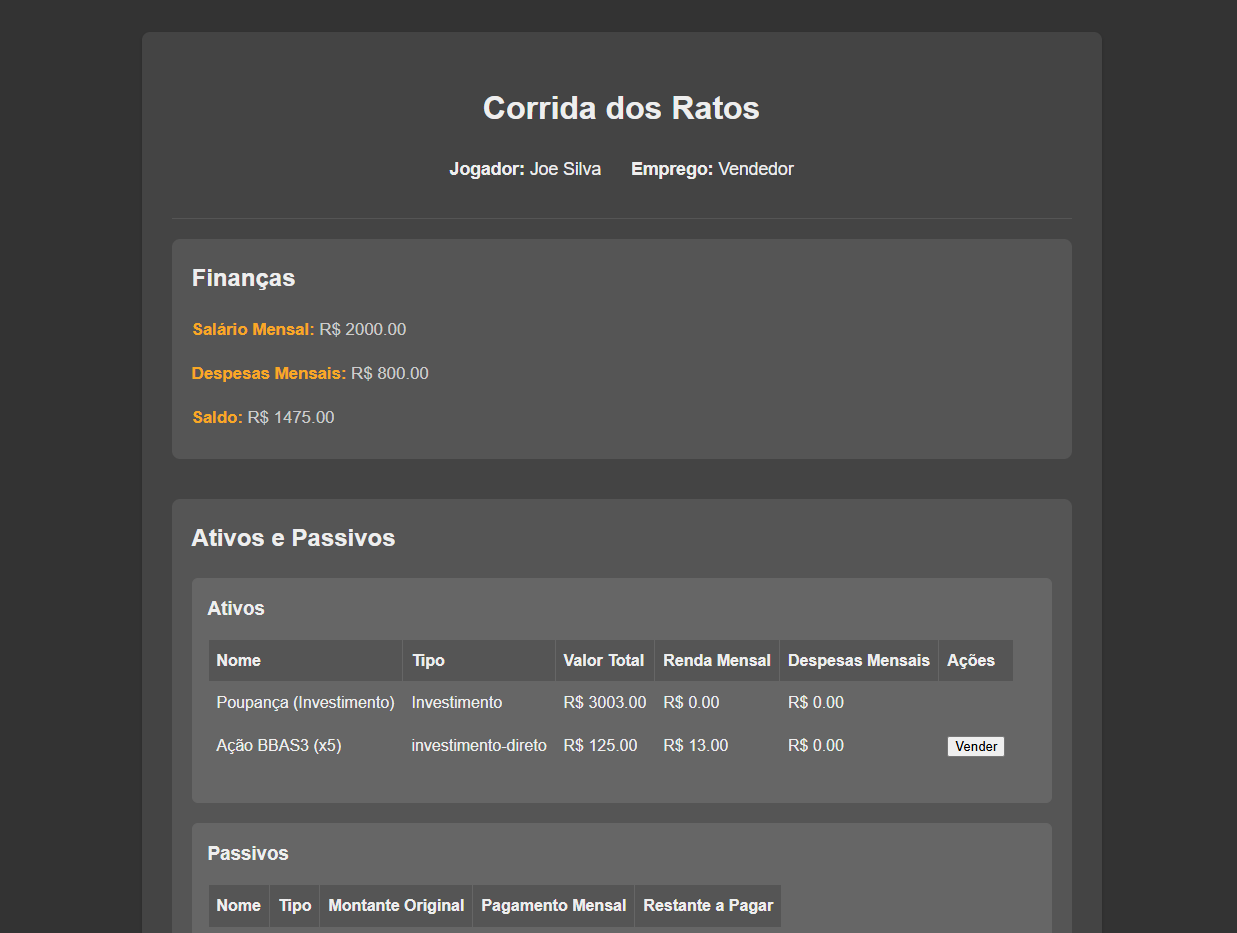 Corrida dos Ratos
Jogador: Joe Silva Emprego: Vendedor
Finanças
Salário Mensal: R$ 2000.00
Despesas Mensais: R$ 800.00
Saldo: R$ 1475.00
Ativos e Passivos
Ativos
Nome Tipo Valor Total Renda Mensal Despesas Mensais Ações
Poupança (Investimento) Investimento R$ 3003.00 R$ 0.00 R$ 0.00
Ação BBAS3 (x5) investimento-direto R$ 125.00 R$ 13.00 R$ 0.00 Vender
Passivos
Nome Tipo Montante Original Pagamento Mensal Restante a Pagar